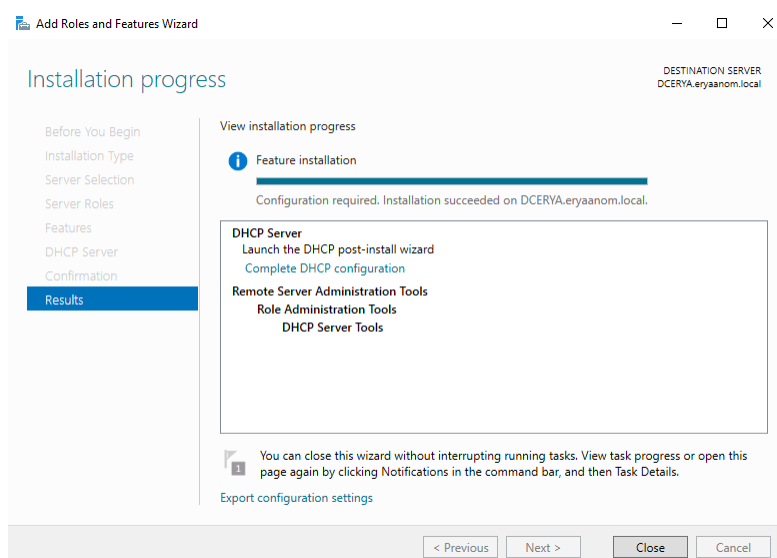 Add Roles and Features Wizard
Installation progress
DESTINATION SERVER
DCERYA.eryaanom.local
Before You Begin
Installation Type
Server Selection
Server Roles
Features
DHCP Server
Confirmation
Results
View installation progress
Feature installation
Configuration required. Installation succeeded on DCERYA.eryaanom.local.
DHCP Server
Launch the DHCP post-install wizard
Complete DHCP configuration
Remote Server Administration Tools
Role Administration Tools
DHCP Server Tools
1
You can close this wizard without interrupting running tasks. View task progress or open this
page again by clicking Notifications in the command bar, and then Task Details.
Export configuration settings
< Previous
Next >
Close
Cancel